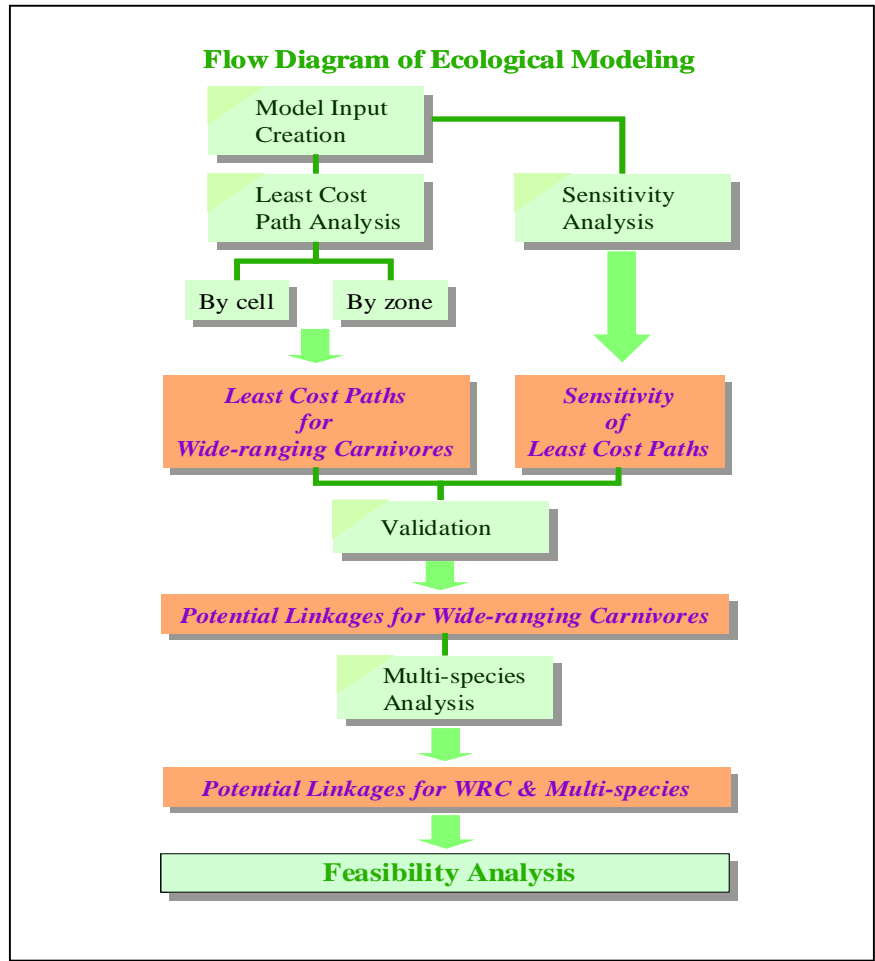 Flow Diagram of Ecological Modeling
Model Input
Creation
Least Cost
Path Analysis
Sensitivity
Analysis
By cell
By zone
Least Cost Paths
for
Wide-ranging Carnivores
Sensitivity
of
Least Cost Paths
Validation
Potential Linkages for Wide-ranging Carnivores
Multi-species
Analysis
Potential Linkages for WRC & Multi-species
Feasibility Analysis